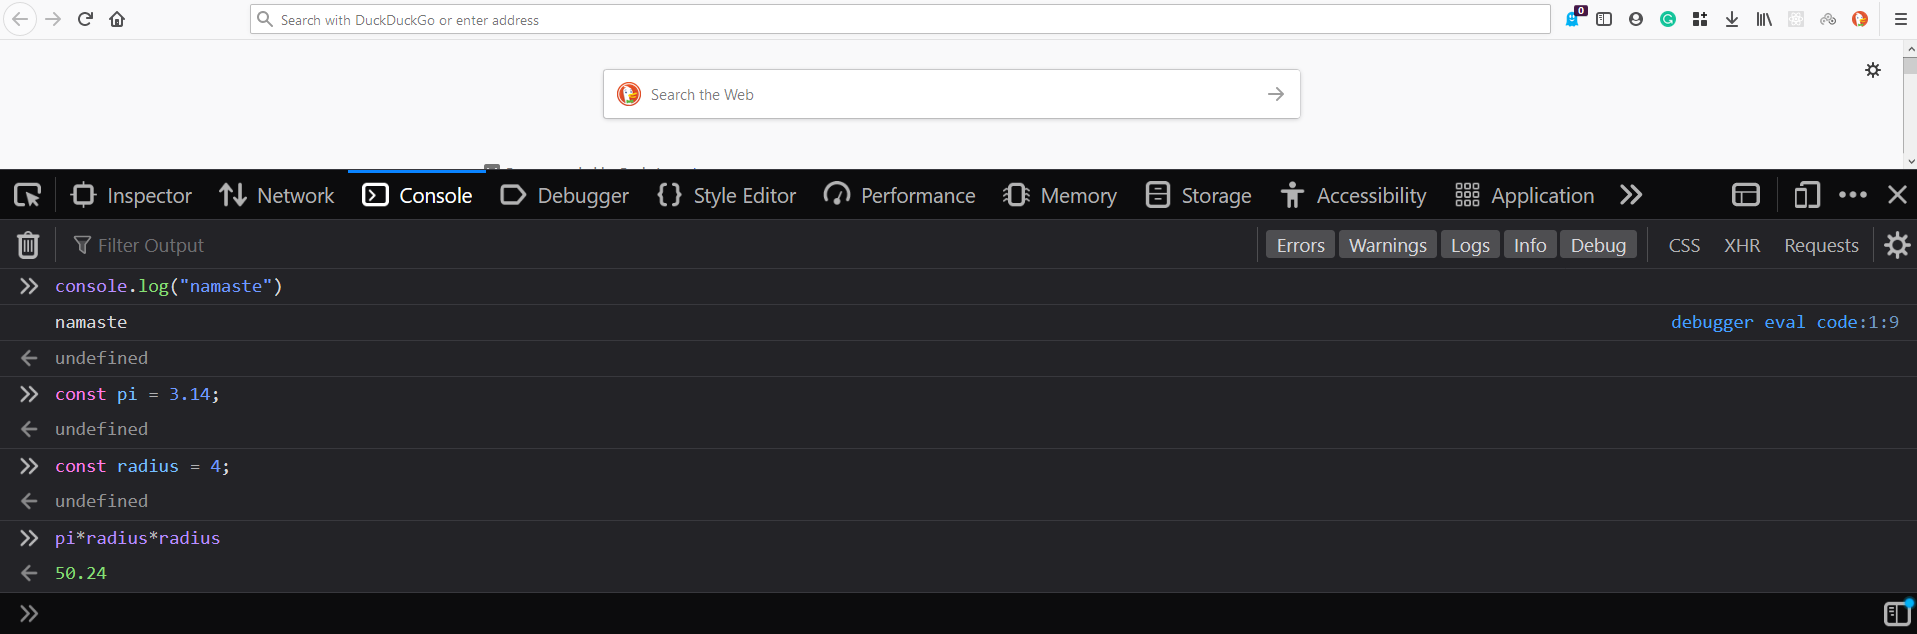 Search with DuckDuckGo or enter address
0
Search the Web
Inspector Network Console Debugger {} Style Editor Performance Memory Storage Accessibility Application
Filter Output Errors Warnings Logs Info Debug CSS XHR Requests
console.log("namaste")
namaste debugger eval code:1:9
undefined
const pi = 3.14;
undefined
const radius = 4;
undefined
pi*radius*radius
50.24